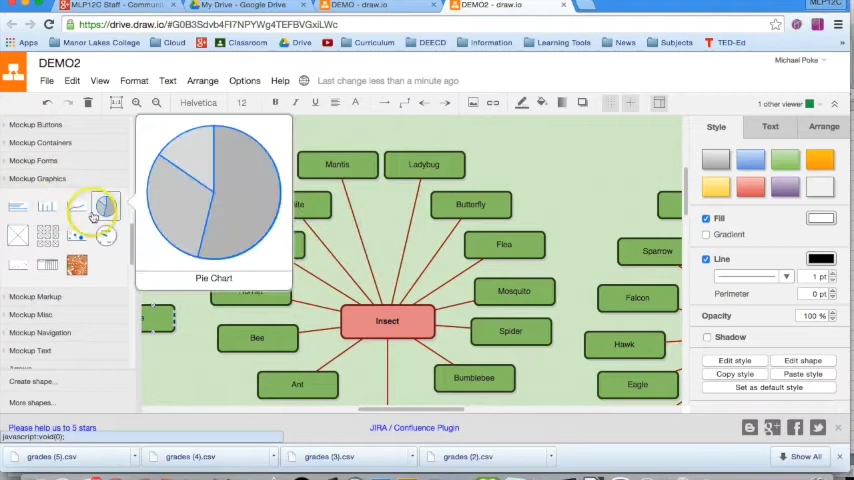 MLP12C Staff - Communi
My Drive - Google Drive
DEMO - draw.io
DEMO2 - draw.io
MLP12C
https://drive.draw.io/#G0B3Sdvb4Fl7NPYWg4TEFBVGxiLWc
Apps
Manor Lakes College
Cloud
Classroom
Drive
Curriculum
DEECD
Information
Learning Tools
News
Subjects
TED-Ed
DEMO2
Michael Poke
File
Edit
View
Format
Text
Arrange
Options
Help
Last change less than a minute ago
Helvetica
12
B
I
U
A
1 other viewer
Mockup Buttons
Mockup Containers
Mockup Forms
Mockup Graphics
Mockup Markup
Mockup Misc
Mockup Navigation
Mockup Text
Create shape...
More shapes...
Pie Chart
Mantis
Ladybug
Butterfly
Flea
Mosquito
Insect
Spider
Bee
Ant
Bumblebee
Sparrow
Falcon
Hawk
Eagle
Style
Text
Arrange
Fill
Gradient
Line
1 pt
Perimeter
0 pt
Opacity
100 %
Shadow
Edit style
Edit shape
Copy style
Paste style
Set as default style
Please help us to 5 stars
JIRA / Confluence Plugin
javascript:void(0);
grades (5).csv
grades (4).csv
grades (3).csv
grades (2).csv
Show All